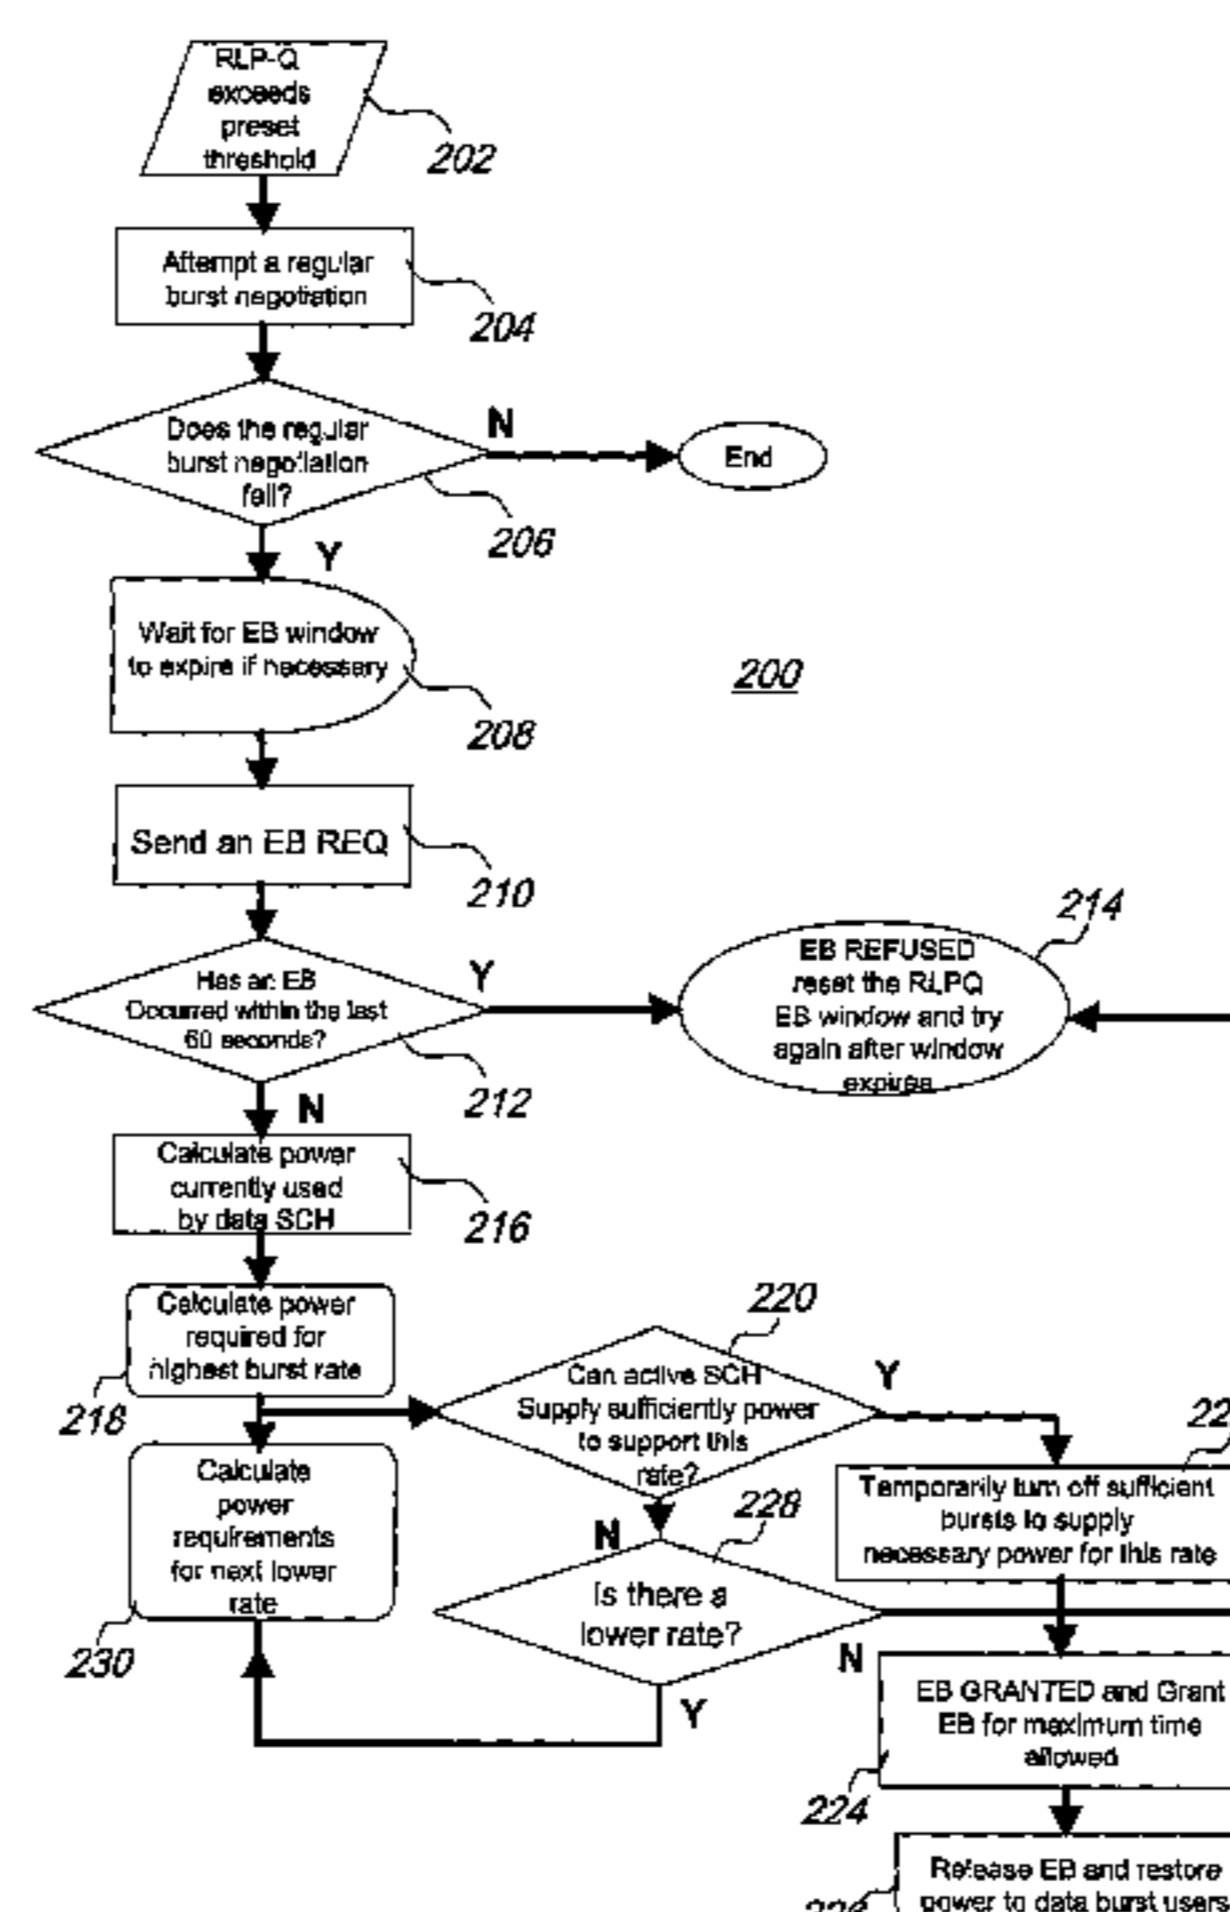 RLP-Q
exceeds
preset
threshold
202
Attempt a regular
burst negotiation
204
Does the regular
burst negotiation
fail?
N
End
206
Y
Wait for EB window
to expire if necessary
200
208
Send an EB REQ
210
214
EB REFUSED
reset the RLPQ
EB window and try
again after window
expires
Has an EB
Occurred within the last
60 seconds?
Y
212
N
Calculate power
currently used
by data SCH
216
Calculate power
required for
highest burst rate
218
220
Can active SCH
Supply sufficiently power
to support this
rate?
Y
N
Temporarily turn off sufficient
bursts to supply
necessary power for this rate
Calculate
power
requirements
for next lower
rate
230
228
Is there a
lower rate?
N
Y
EB GRANTED and Grant
EB for maximum time
allowed
224
Release EB and restore
power to data burst users